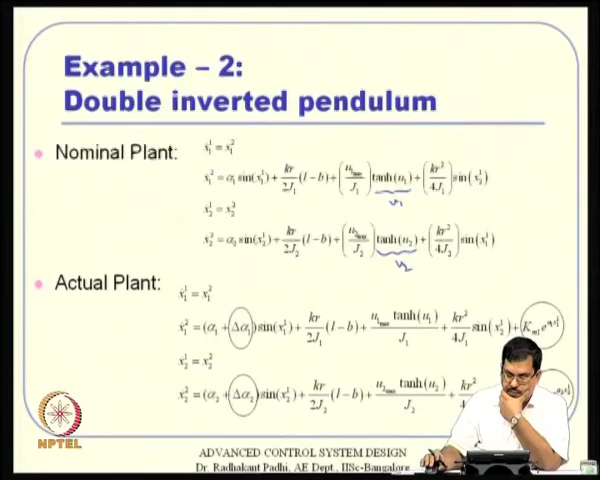 Example – 2:
Double inverted pendulum
• Nominal Plant:
ẋ₁¹ = x₁²
ẋ₁² = α₁ sin(x₁¹) + kr/2J₁ (l − b) + (u₁max/J₁) tanh(u₁) + (kr²/4J₁) sin(x₂¹)
v₁
ẋ₂¹ = x₂²
ẋ₂² = α₂ sin(x₂¹) + kr/2J₂ (l − b) + (u₂max/J₂) tanh(u₂) + (kr²/4J₂) sin(x₁¹)
v₂
• Actual Plant:
ẋ₁¹ = x₁²
ẋ₁² = (α₁ + Δα₁) sin(x₁¹) + kr/2J₁ (l − b) + u₁max tanh(u₁)/J₁ + kr²/4J₁ sin(x₂¹) +
ẋ₂¹ = x₂²
ẋ₂² = (α₂ + Δα₂) sin(x₂¹) + kr/2J₂ (l − b) + u₂max tanh(u₂)/J₂ + kr²
NPTEL
ADVANCED CONTROL SYSTEM DESIGN
Dr. Radhakant Padhi, AE Dept., IISc-Bangalore